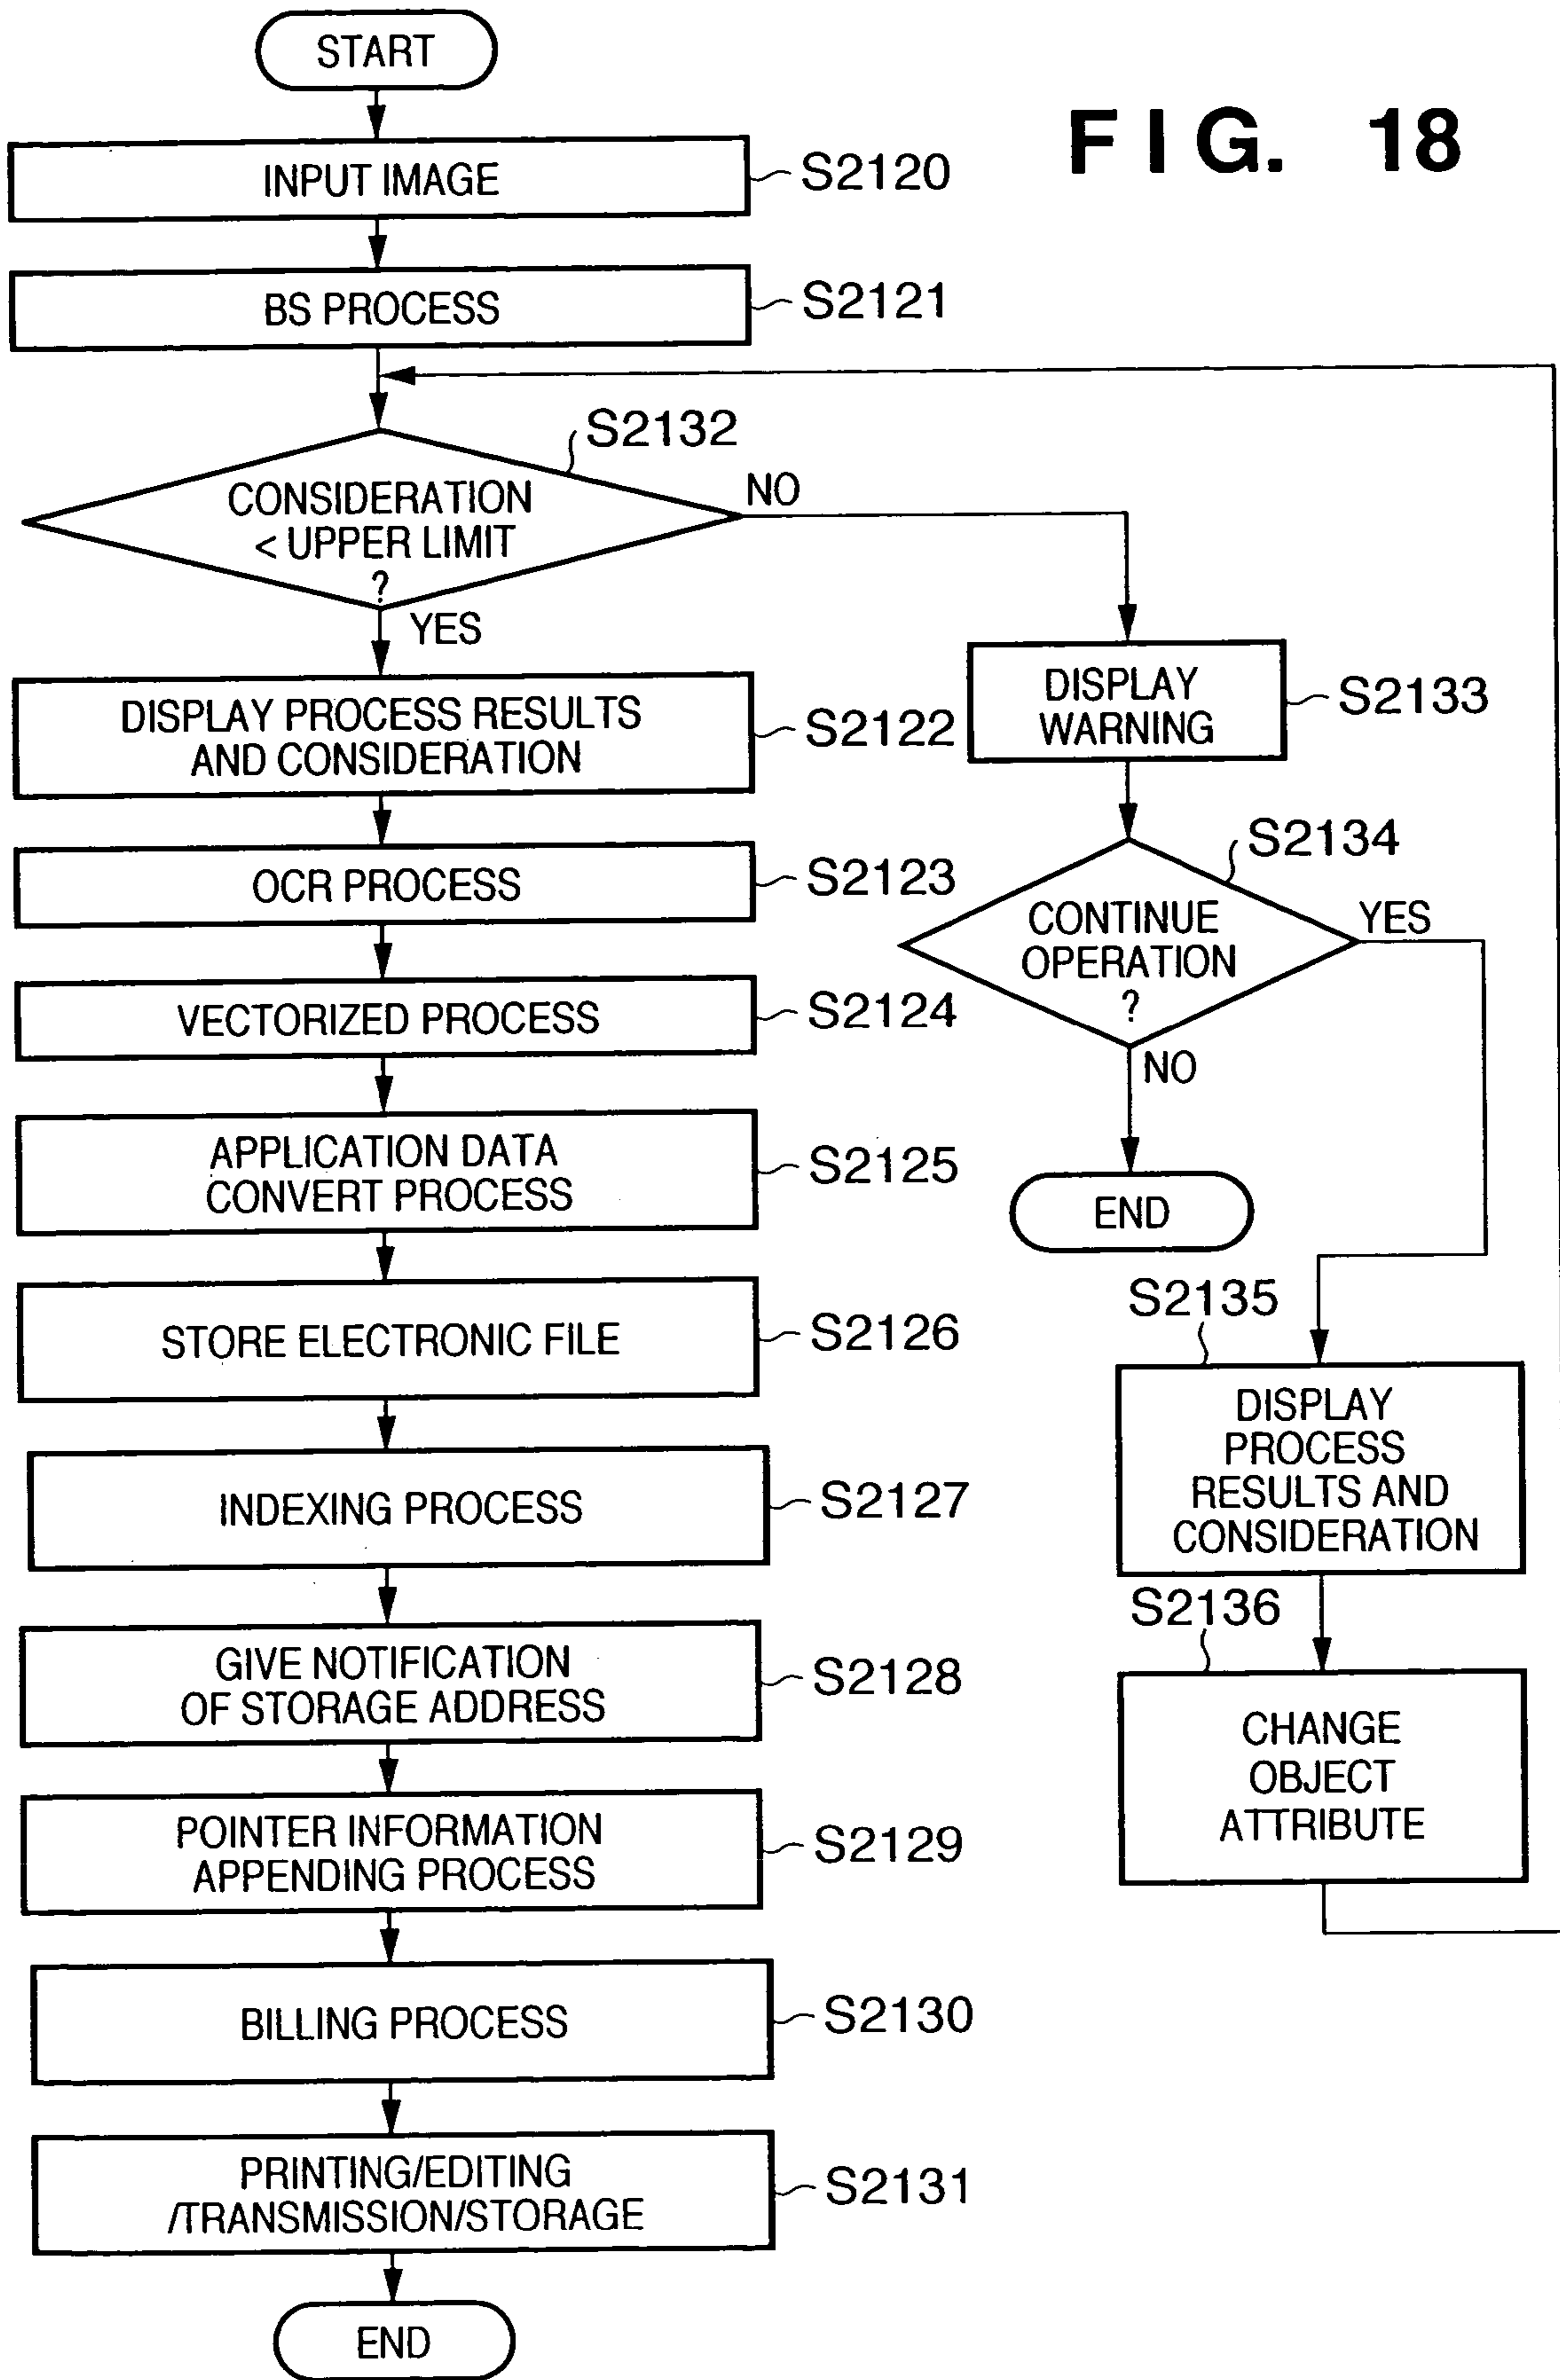 FIG. 18
START
INPUT IMAGE
S2120
BS PROCESS
S2121
S2132
CONSIDERATION
< UPPER LIMIT
?
NO
YES
DISPLAY PROCESS RESULTS
AND CONSIDERATION
S2122
OCR PROCESS
S2123
VECTORIZED PROCESS
S2124
APPLICATION DATA
CONVERT PROCESS
S2125
STORE ELECTRONIC FILE
S2126
INDEXING PROCESS
S2127
GIVE NOTIFICATION
OF STORAGE ADDRESS
S2128
POINTER INFORMATION
APPENDING PROCESS
S2129
BILLING PROCESS
S2130
PRINTING/EDITING
/TRANSMISSION/STORAGE
S2131
END
DISPLAY
WARNING
S2133
S2134
CONTINUE
OPERATION
?
YES
NO
END
S2135
DISPLAY
PROCESS
RESULTS AND
CONSIDERATION
S2136
CHANGE
OBJECT
ATTRIBUTE